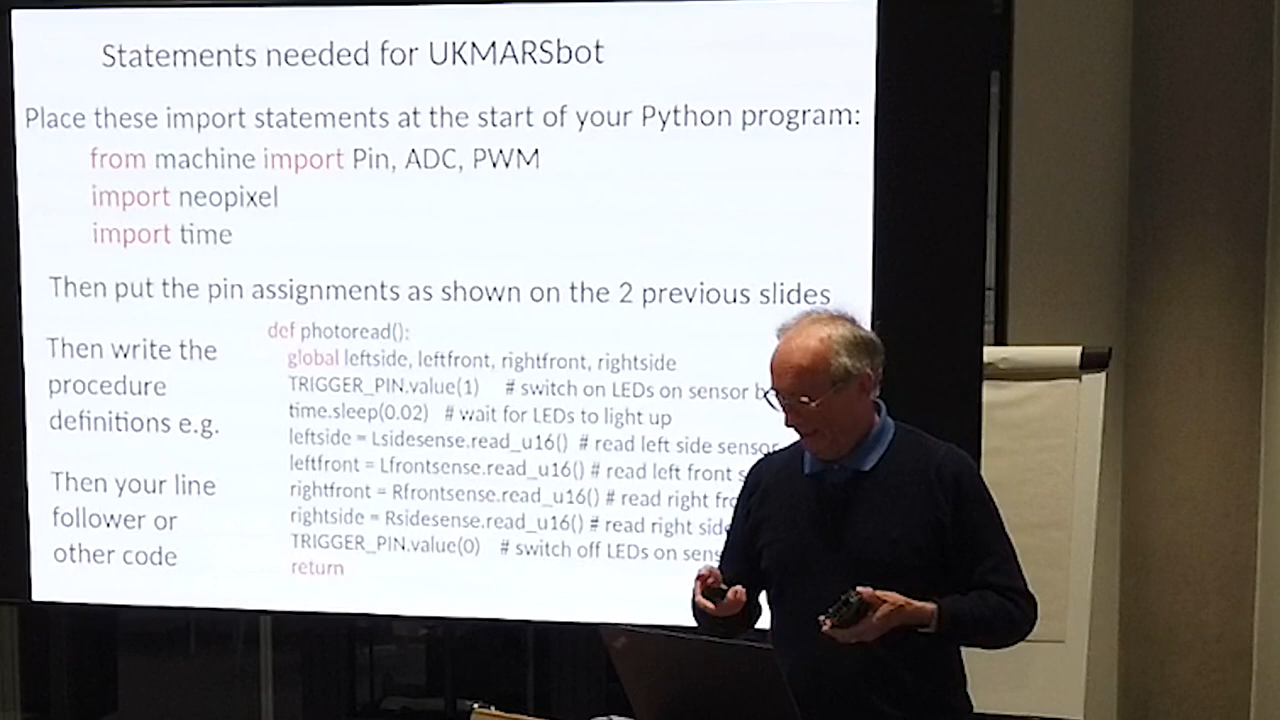 Statements needed for UKMARSbot
Place these import statements at the start of your Python program:
from machine import Pin, ADC, PWM
import neopixel
import time
Then put the pin assignments as shown on the 2 previous slides
Then write the
procedure
definitions e.g.
Then your line
follower or
other code
def photoread():
global leftside, leftfront, rightfront, rightside
TRIGGER_PIN.value(1) # switch on LEDs on sensor
time.sleep(0.02) # wait for LEDs to light up
leftside = Lsidesense.read_u16() # read left side sensor
leftfront = Lfrontsense.read_u16() # read left front
rightfront = Rfrontsense.read_u16() # read right
rightside = Rsidesense.read_u16() # read right
TRIGGER_PIN.value(0) # switch off LEDs on
return